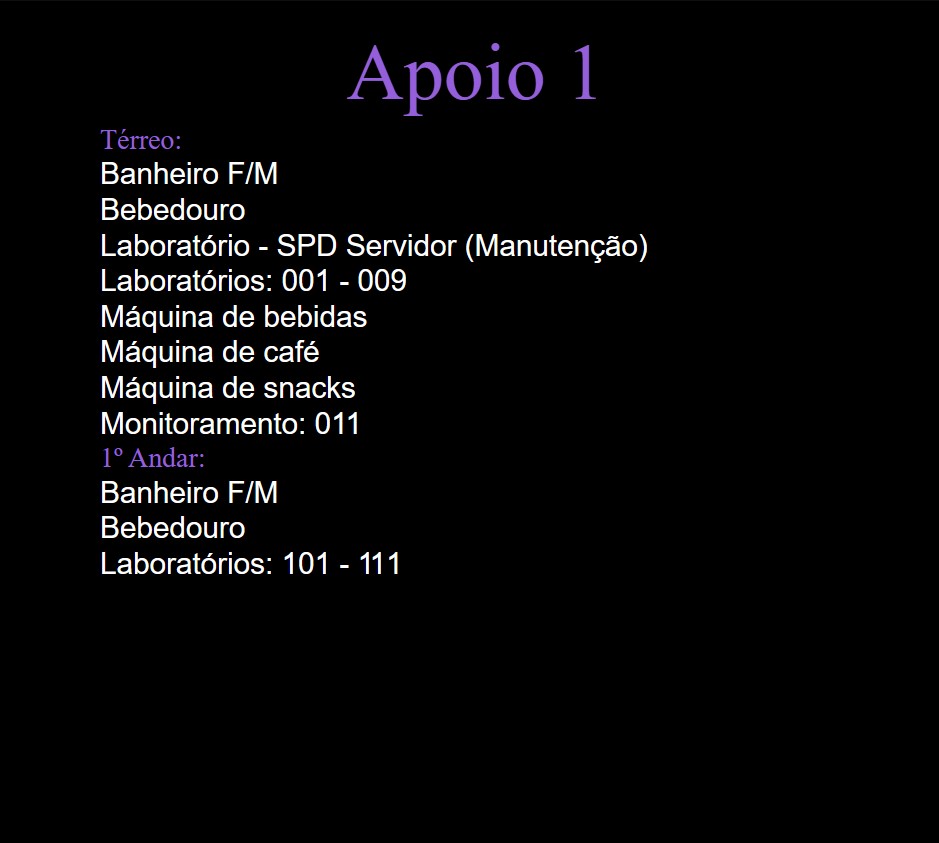 Apoio 1
Térreo:
Banheiro F/M
Bebedouro
Laboratório - SPD Servidor (Manutenção)
Laboratórios: 001 - 009
Máquina de bebidas
Máquina de café
Máquina de snacks
Monitoramento: 011
1º Andar:
Banheiro F/M
Bebedouro
Laboratórios: 101 - 111